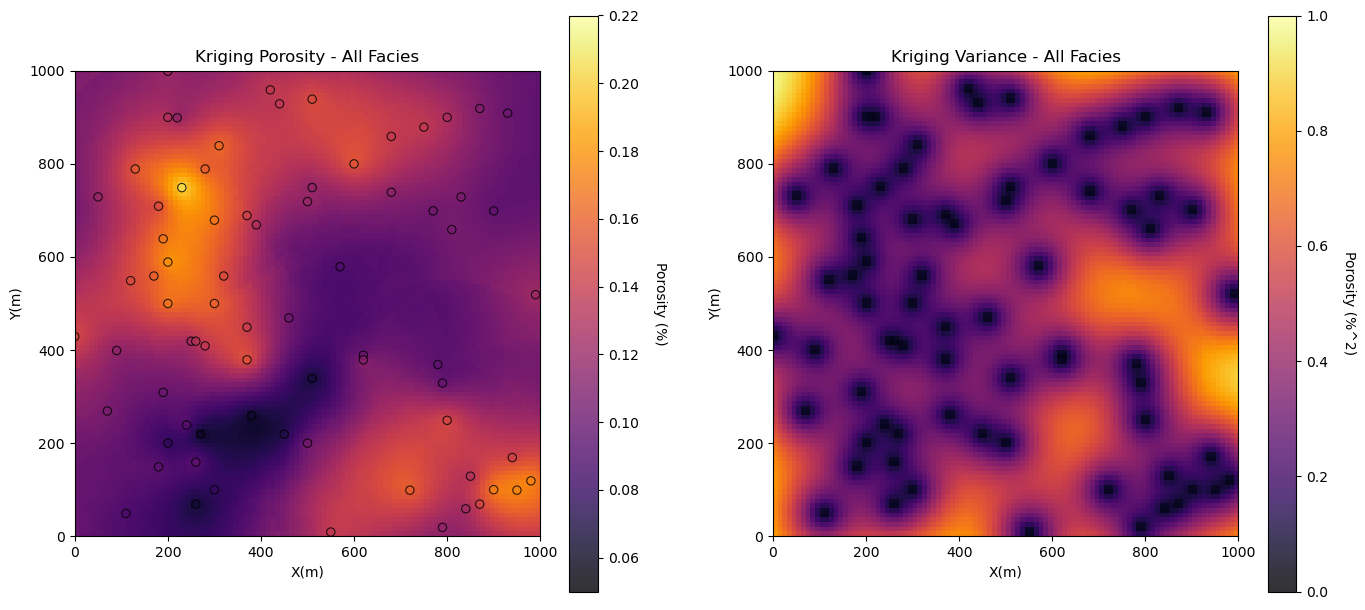 Kriging Porosity - All Facies
1000
800
600
400
200
0
Y(m)
0 200 400 600 800 1000
X(m)
0.22
0.20
0.18
0.16
0.14
0.12
0.10
0.08
0.06
Porosity (%)
Kriging Variance - All Facies
1000
800
600
400
200
0
Y(m)
0 200 400 600 800 1000
X(m)
1.0
0.8
0.6
0.4
0.2
0.0
Porosity (%^2)